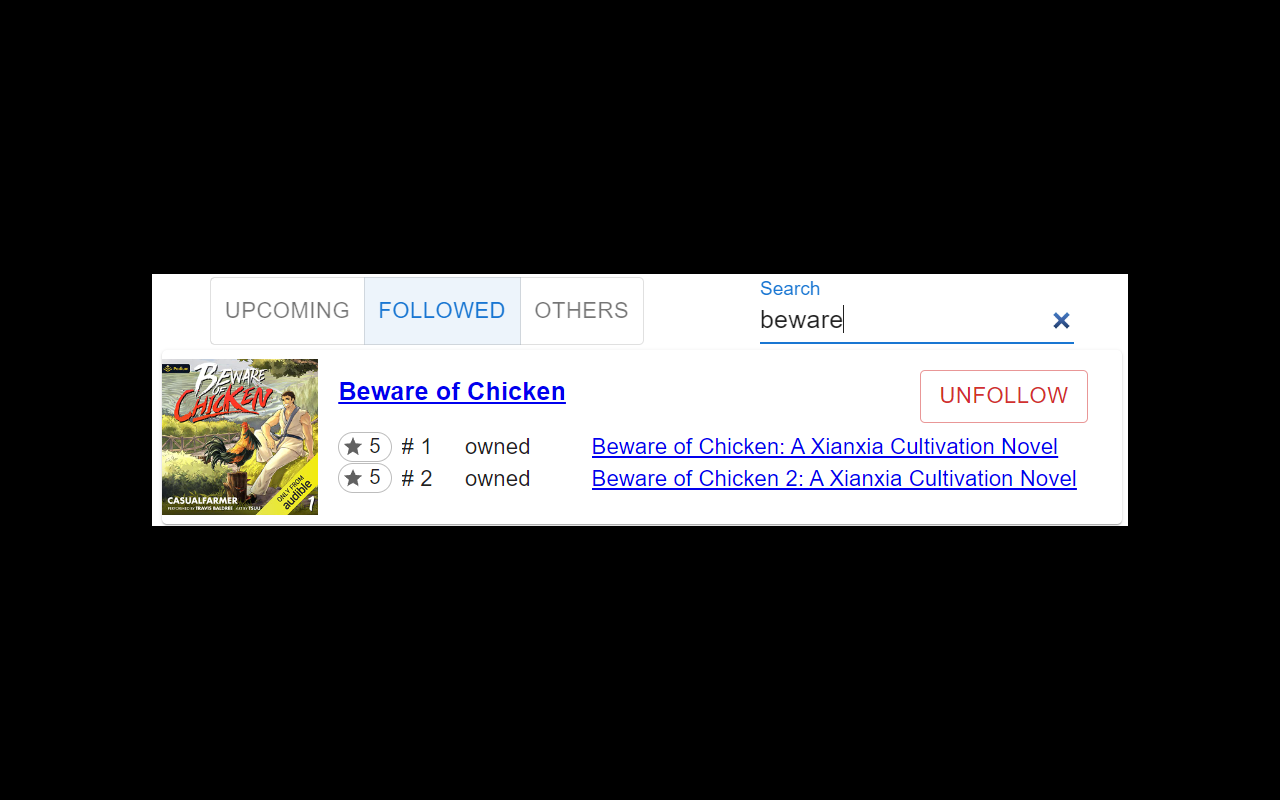 UPCOMING FOLLOWED OTHERS
Search
beware
Podium
BEWARE
OF
CHICKEN
Beware of Chicken
UNFOLLOW
5 # 1 owned Beware of Chicken: A Xianxia Cultivation Novel
5 # 2 owned Beware of Chicken 2: A Xianxia Cultivation Novel
CASUALFARMER
PERFORMED BY TRAVIS BALDREE
ONLY FROM
audible
1